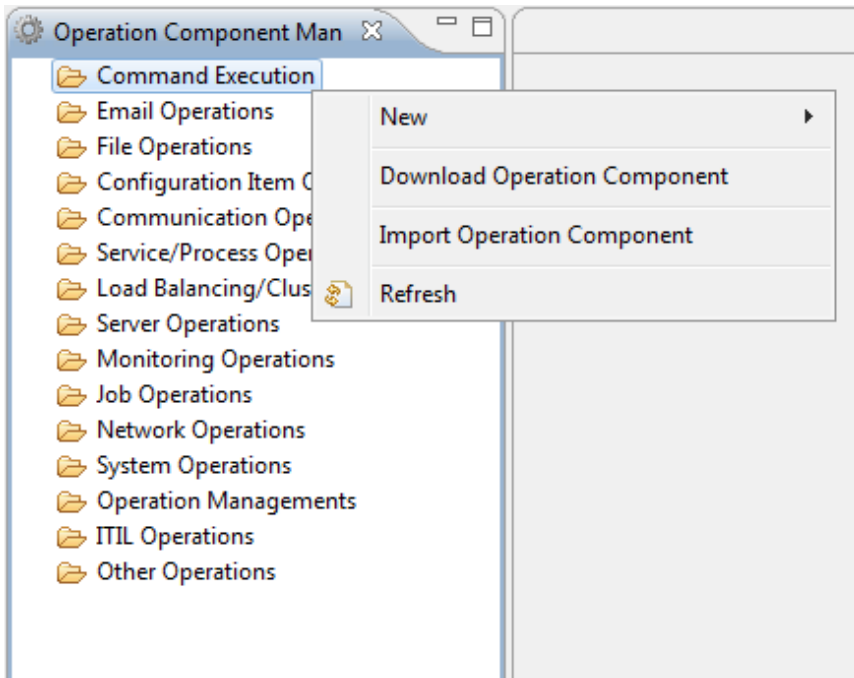 Operation Component Man
Command Execution
Email Operations
File Operations
Configuration Item
Communication Ope
Service/Process Oper
Load Balancing/Clus
Server Operations
Monitoring Operations
Job Operations
Network Operations
System Operations
Operation Managements
ITIL Operations
Other Operations
New
Download Operation Component
Import Operation Component
Refresh